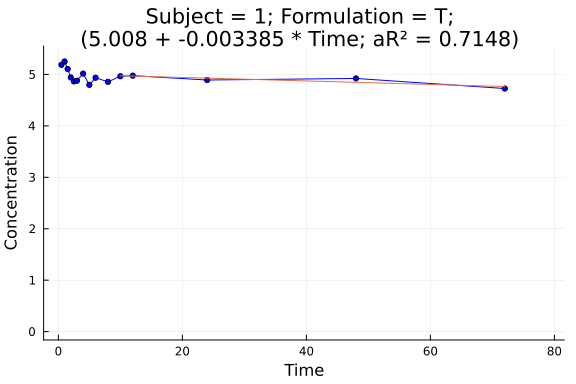 Subject = 1; Formulation = T;
(5.008 + -0.003385 * Time; aR² = 0.7148)
Concentration
5
4
3
2
1
0
0 20 40 60 80
Time